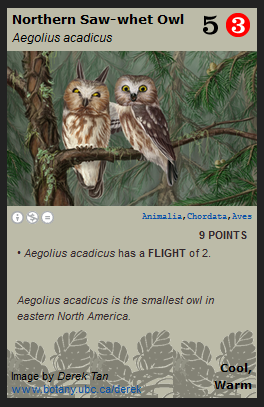 Northern Saw-whet Owl 5 3
Aegolius acadicus
Animalia,Chordata,Aves
9 POINTS
• Aegolius acadicus has a FLIGHT of 2.
Aegolius acadicus is the smallest owl in
eastern North America.
Cool,
Warm
Image by Derek Tan
www.botany.ubc.ca/derek